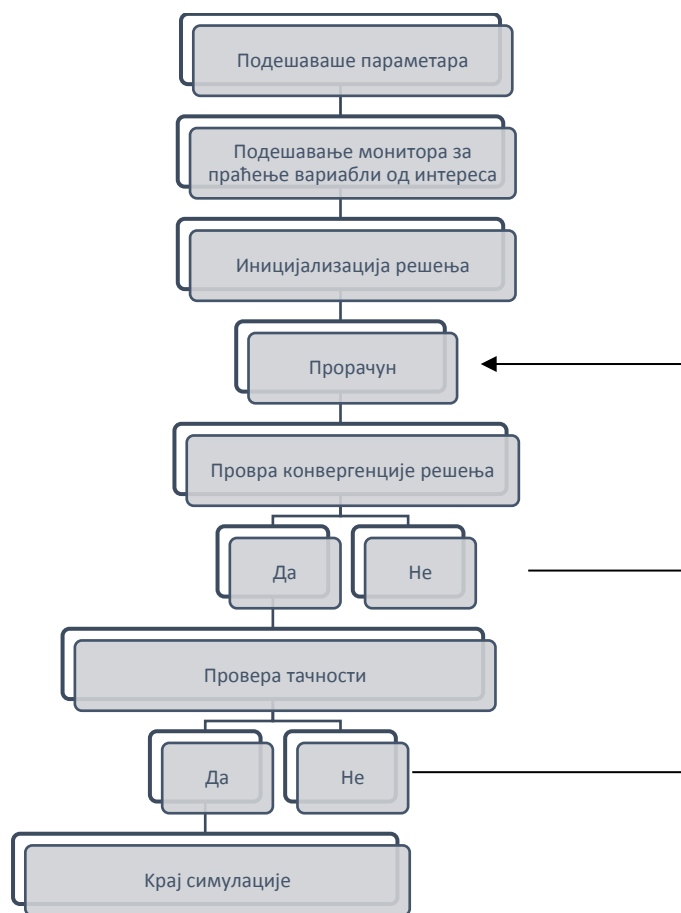 Подешаваше параметара
Подешавање монитора за
праћење вариабли од интереса
Иницијализација решења
Прорачун
Провра конвергенције решења
Да
Не
Провера тачности
Да
Не
Крај симулације